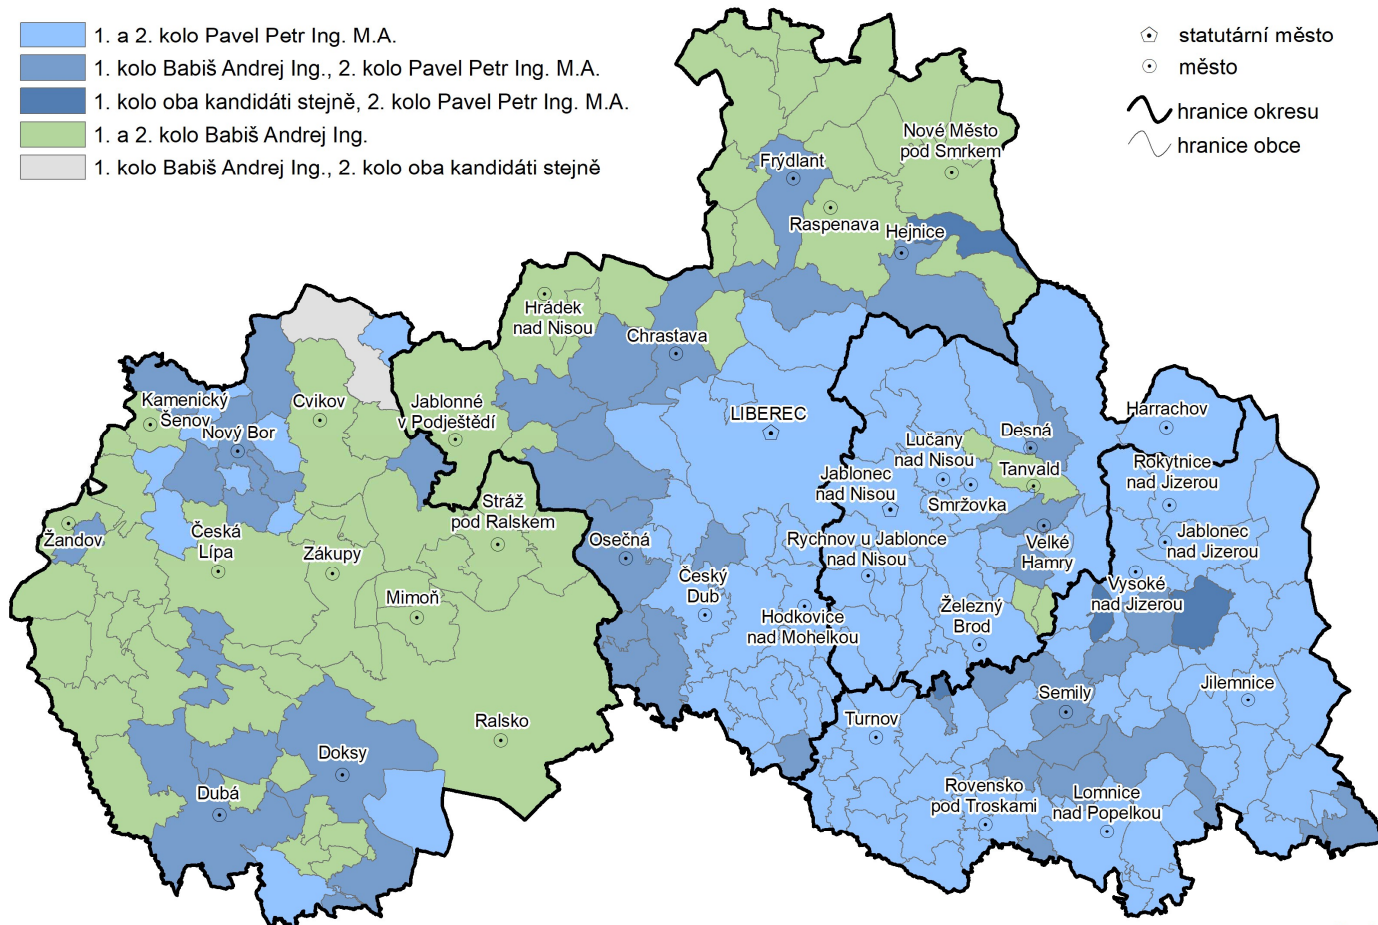 1. a 2. kolo Pavel Petr Ing. M.A.
1. kolo Babiš Andrej Ing., 2. kolo Pavel Petr Ing. M.A.
1. kolo oba kandidáti stejně, 2. kolo Pavel Petr Ing. M.A.
1. a 2. kolo Babiš Andrej Ing.
1. kolo Babiš Andrej Ing., 2. kolo oba kandidáti stejně
statutární město
město
hranice okresu
hranice obce
Nové Město
pod Smrkem
Frýdlant
Raspenava
Hejnice
Hrádek
nad Nisou
Chrastava
Kamenický
Šenov
Nový Bor
Cvikov
Jablonné
v Podještědí
LIBEREC
Harrachov
Lučany
nad Nisou
Desná
Tanvald
Jablonec
nad Nisou
Smržovka
Rokytnice
nad Jizerou
Stráž
pod Ralskem
Žandov
Česká
Lípa
Zákupy
Osečná
Rychnov u Jablonce
nad Nisou
Velké
Hamry
Jablonec
nad Jizerou
Mimoň
Český
Dub
Hodkovice
nad Mohelkou
Železný
Brod
Vysoké
nad Jizerou
Semily
Jilemnice
Ralsko
Turnov
Doksy
Dubá
Rovensko
pod Troskami
Lomnice
nad Popelkou